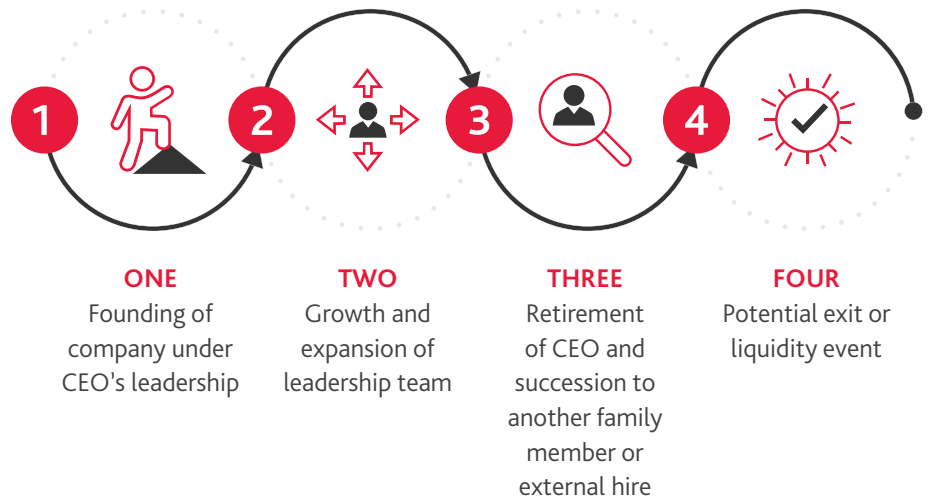 1
2
3
4
ONE
Founding of
company under
CEO's leadership
TWO
Growth and
expansion of
leadership team
THREE
Retirement
of CEO and
succession to
another family
member or
external hire
FOUR
Potential exit or
liquidity event